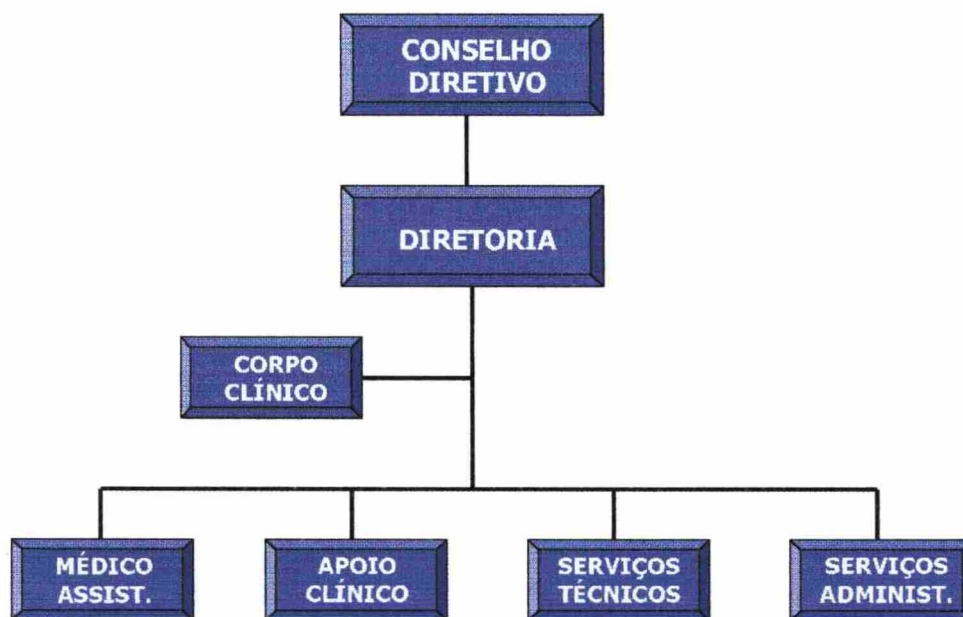 CONSELHO
DIRETIVO
DIRETORIA
CORPO
CLÍNICO
MÉDICO
ASSIST.
APOIO
CLÍNICO
SERVIÇOS
TÉCNICOS
SERVIÇOS
ADMINIST.